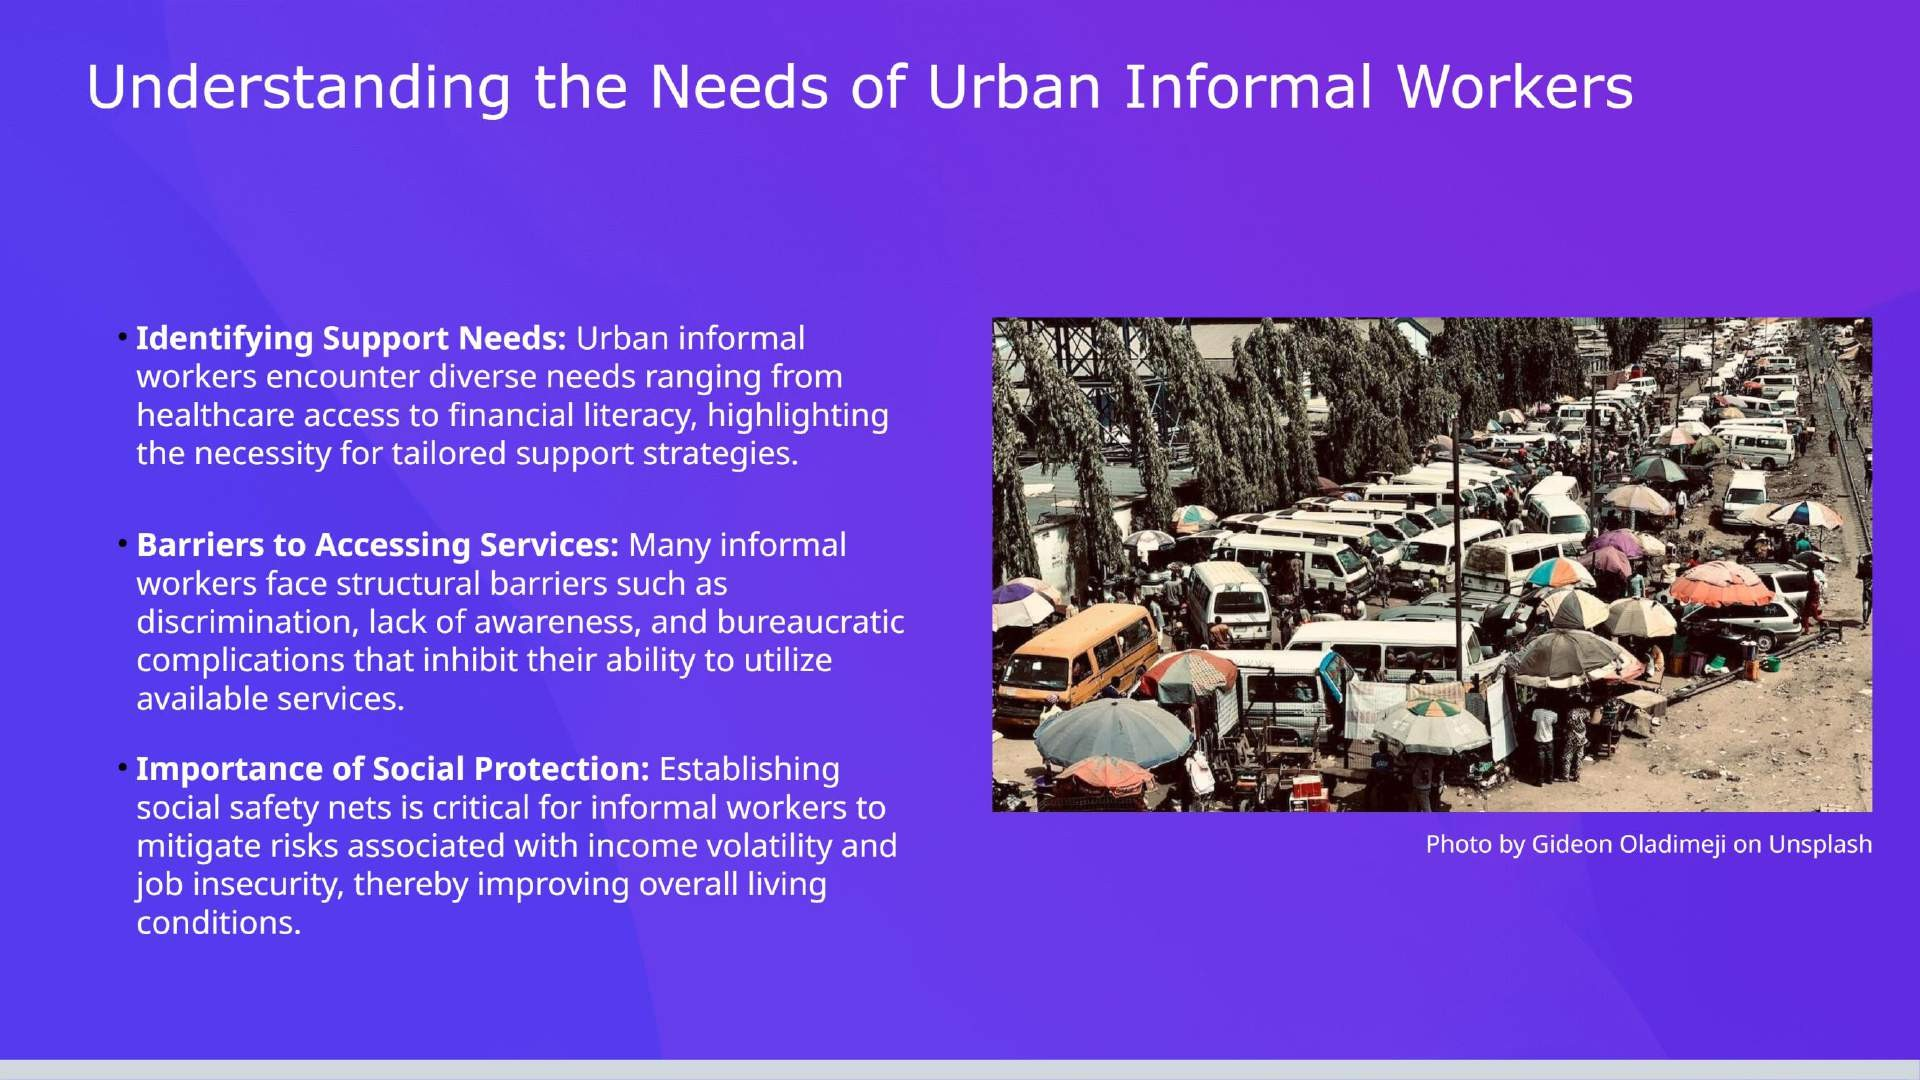 Understanding the Needs of Urban Informal Workers
• Identifying Support Needs: Urban informal
workers encounter diverse needs ranging from
healthcare access to financial literacy, highlighting
the necessity for tailored support strategies.
• Barriers to Accessing Services: Many informal
workers face structural barriers such as
discrimination, lack of awareness, and bureaucratic
complications that inhibit their ability to utilize
available services.
• Importance of Social Protection: Establishing
social safety nets is critical for informal workers to
mitigate risks associated with income volatility and
job insecurity, thereby improving overall living
conditions.
Photo by Gideon Oladimeji on Unsplash